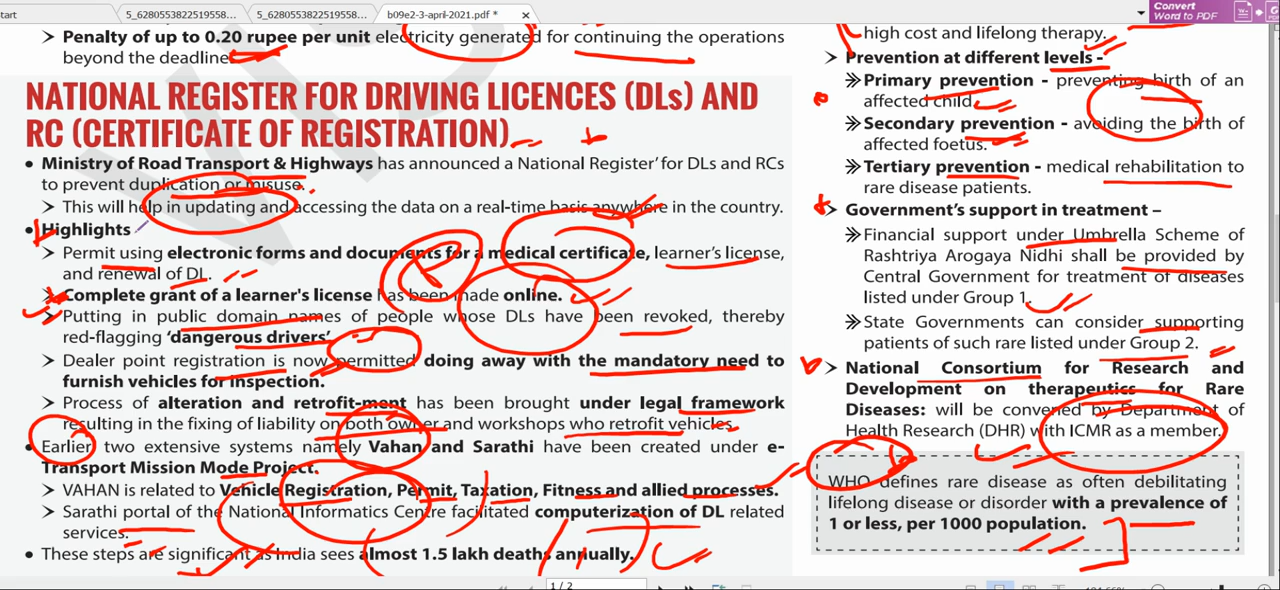 start
5_6280553822519558...
5_6280553822519558...
b09e2-3-april-2021.pdf *
×
Convert
Word to PDF
➤ Penalty of up to 0.20 rupee per unit electricity generated for continuing the operations
beyond the deadline.
NATIONAL REGISTER FOR DRIVING LICENCES (DLs) AND
RC (CERTIFICATE OF REGISTRATION)
• Ministry of Road Transport & Highways has announced a National Register' for DLs and RCs
to prevent duplication or misuse.
➤ This will help in updating and accessing the data on a real-time basis anywhere in the country.
• Highlights
➤ Permit using electronic forms and documents for a medical certificate, learner's license,
and renewal of DL.
➤ Complete grant of a learner's license has been made online.
➤ Putting in public domain names of people whose DLs have been revoked, thereby
red-flagging 'dangerous drivers'.
➤ Dealer point registration is now permitted doing away with the mandatory need to
furnish vehicles for inspection.
➤ Process of alteration and retrofit-ment has been brought under legal framework
resulting in the fixing of liability on both owner and workshops who retrofit vehicles.
• Earlier two extensive systems namely Vahan and Sarathi have been created under e-
Transport Mission Mode Project.
➤ VAHAN is related to Vehicle Registration, Permit, Taxation, Fitness and allied processes.
➤ Sarathi portal of the National Informatics Centre facilitated computerization of DL related
services.
• These steps are significant as India sees almost 1.5 lakh deaths annually.
high cost and lifelong therapy.
➤ Prevention at different levels -
Primary prevention - preventing birth of an
affected child.
Secondary prevention - avoiding the birth of
affected foetus.
Tertiary prevention - medical rehabilitation to
rare disease patients.
➤ Government's support in treatment –
Financial support under Umbrella Scheme of
Rashtriya Arogaya Nidhi shall be provided by
Central Government for treatment of diseases
listed under Group 1.
State Governments can consider supporting
patients of such rare listed under Group 2.
➤ National Consortium for Research and
Development on therapeutics for Rare
Diseases: will be convened by Department of
Health Research (DHR) with ICMR as a member.
WHO defines rare disease as often debilitating
lifelong disease or disorder with a prevalence of
1 or less, per 1000 population.
1 / 2